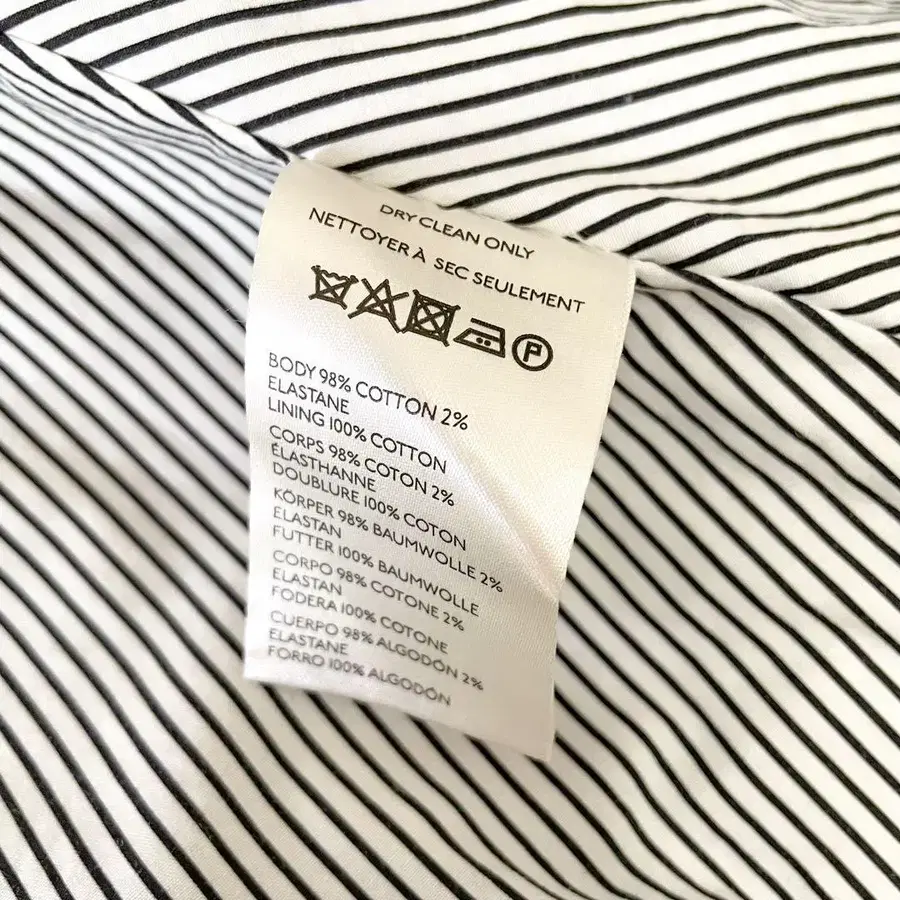 DRY CLEAN ONLY
NETTOYER À SEC SEULEMENT
P
BODY 98% COTTON 2%
ELASTANE
LINING 100% COTTON
CORPS 98% COTON 2%
ÉLASTHANNE
DOUBLURE 100% COTON
KÖRPER 98% BAUMWOLLE 2%
ELASTAN
FUTTER 100% BAUMWOLLE
CORPO 98% COTONE 2%
ELASTAN
FODERA 100% COTONE
CUERPO 98% ALGODÓN 2%
ELASTANE
FORRO 100% ALGODÓN